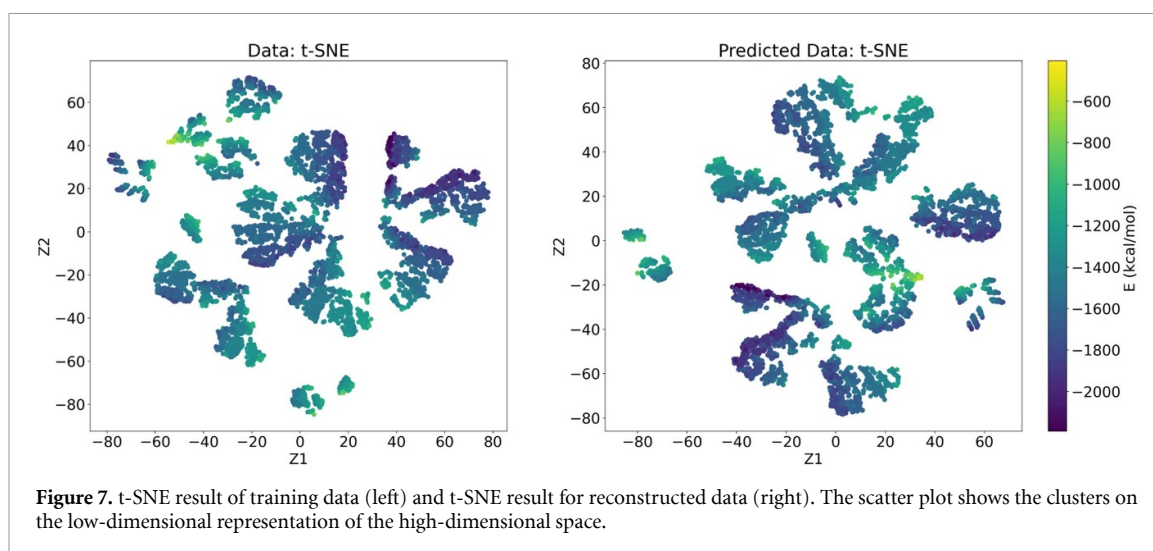 Data: t-SNE
60
40
20
0
−20
−40
−60
−80
Z2
−80 −60 −40 −20 0 20 40 60 80
Z1
Predicted Data: t-SNE
80
60
40
20
0
−20
−40
−60
−80
Z2
−80 −60 −40 −20 0 20 40 60
Z1
−600
−800
−1000
−1200
−1400
−1600
−1800
−2000
E (kcal/mol)
Figure 7. t-SNE result of training data (left) and t-SNE result for reconstructed data (right). The scatter plot shows the clusters on
the low-dimensional representation of the high-dimensional space.